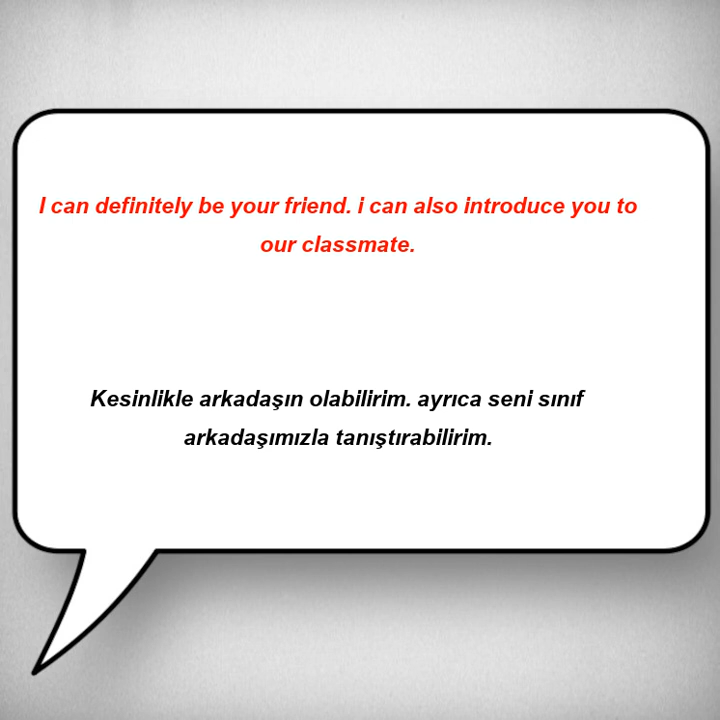 I can definitely be your friend. i can also introduce you to
our classmate.
Kesinlikle arkadaşın olabilirim. ayrıca seni sınıf
arkadaşımızla tanıştırabilirim.